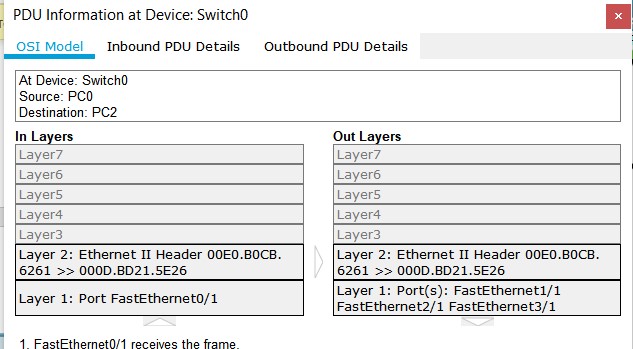 PDU Information at Device: Switch0
OSI Model Inbound PDU Details Outbound PDU Details
At Device: Switch0
Source: PC0
Destination: PC2
In Layers
Layer7
Layer6
Layer5
Layer4
Layer3
Layer 2: Ethernet II Header 00E0.B0CB.
6261 >> 000D.BD21.5E26
Layer 1: Port FastEthernet0/1
Out Layers
Layer7
Layer6
Layer5
Layer4
Layer3
Layer 2: Ethernet II Header 00E0.B0CB.
6261 >> 000D.BD21.5E26
Layer 1: Port(s): FastEthernet1/1
FastEthernet2/1 FastEthernet3/1
1. FastEthernet0/1 receives the frame.